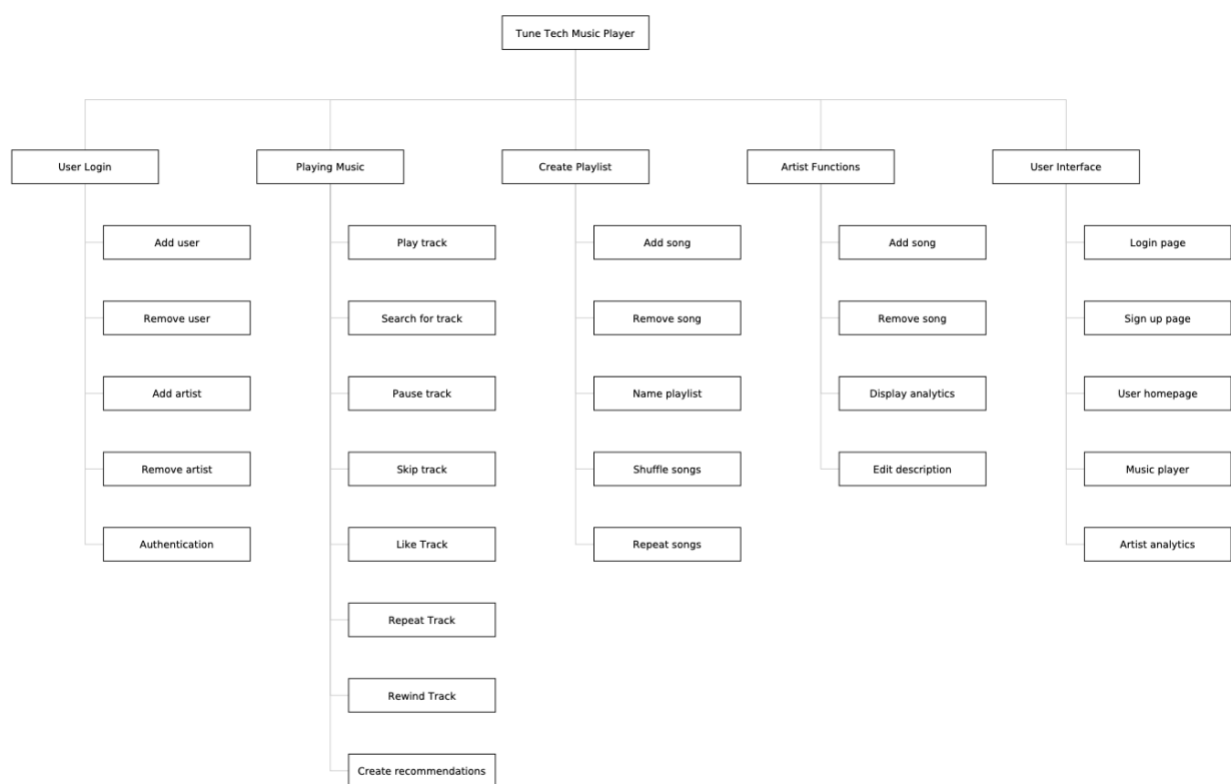 Tune Tech Music Player
User Login
Playing Music
Create Playlist
Artist Functions
User Interface
Add user
Play track
Add song
Add song
Login page
Remove user
Search for track
Remove song
Remove song
Sign up page
Add artist
Pause track
Name playlist
Display analytics
User homepage
Remove artist
Skip track
Shuffle songs
Edit description
Music player
Authentication
Like Track
Repeat songs
Artist analytics
Repeat Track
Rewind Track
Create recommendations